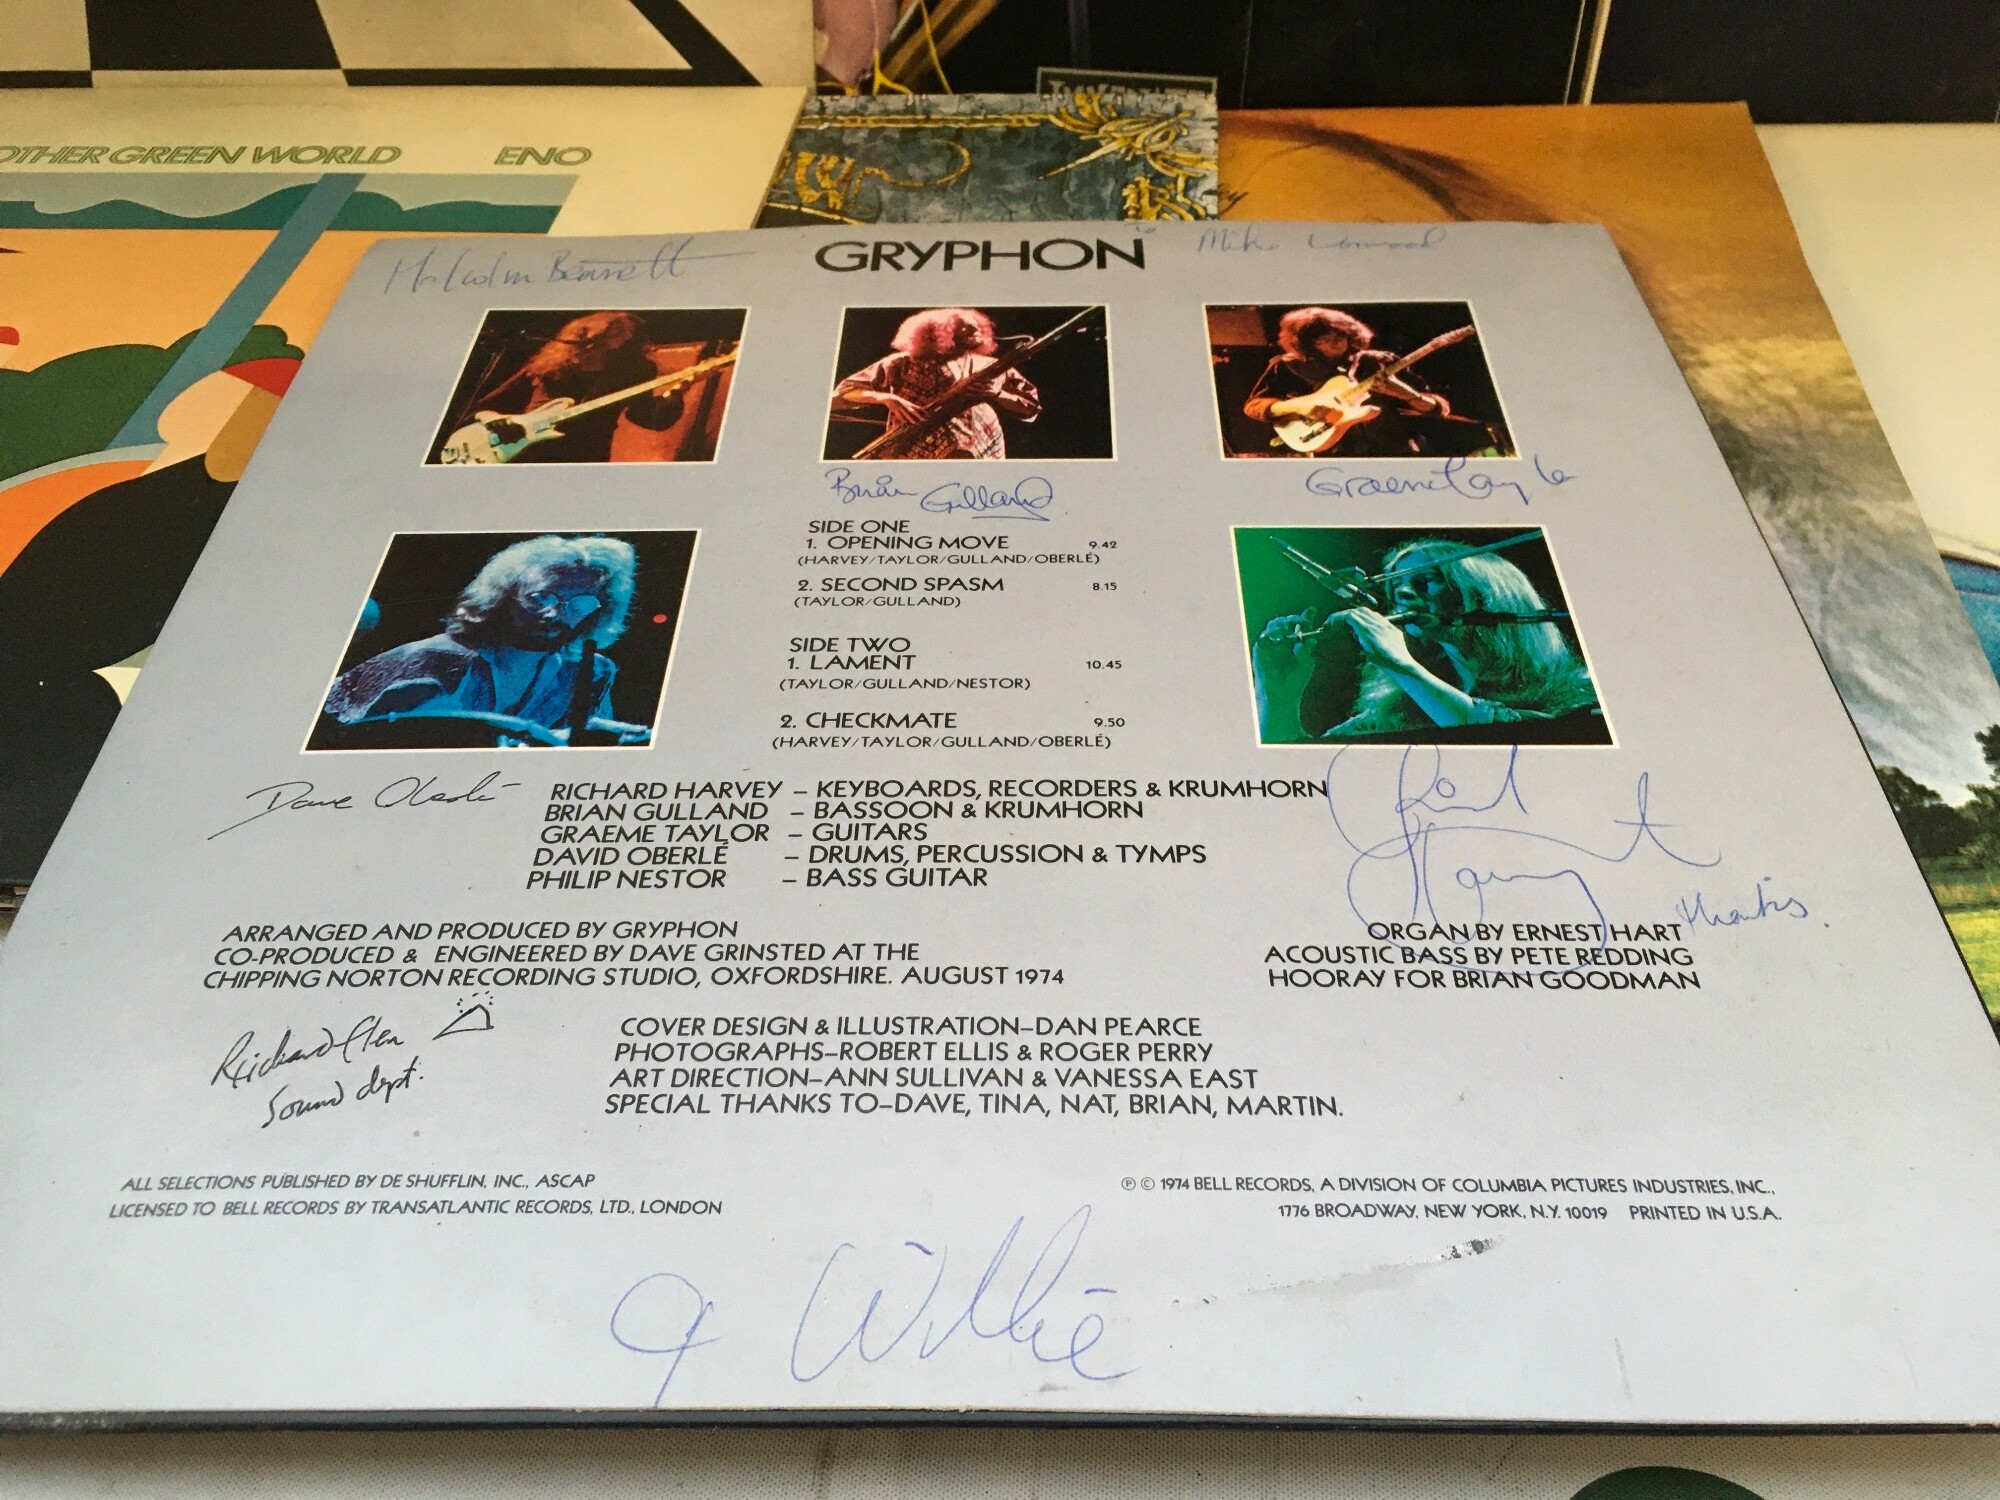 OTHER GREEN WORLD ENO
Malcolm Bennett
GRYPHON
to Mike
Brian Gulland
Graeme Taylor
SIDE ONE
1. OPENING MOVE 9.42
(HARVEY/TAYLOR/GULLAND/OBERLÉ)
2. SECOND SPASM 8.15
(TAYLOR/GULLAND)
SIDE TWO
1. LAMENT 10.45
(TAYLOR/GULLAND/NESTOR)
2. CHECKMATE 9.50
(HARVEY/TAYLOR/GULLAND/OBERLÉ)
Dave Oberlé
RICHARD HARVEY – KEYBOARDS, RECORDERS & KRUMHORN
BRIAN GULLAND – BASSOON & KRUMHORN
GRAEME TAYLOR – GUITARS
DAVID OBERLÉ – DRUMS, PERCUSSION & TYMPS
PHILIP NESTOR – BASS GUITAR
Harvey
thanks.
ARRANGED AND PRODUCED BY GRYPHON
CO-PRODUCED & ENGINEERED BY DAVE GRINSTED AT THE
CHIPPING NORTON RECORDING STUDIO, OXFORDSHIRE. AUGUST 1974
ORGAN BY ERNEST HART
ACOUSTIC BASS BY PETE REDDING
HOORAY FOR BRIAN GOODMAN
Richard
Sound dept.
COVER DESIGN & ILLUSTRATION–DAN PEARCE
PHOTOGRAPHS–ROBERT ELLIS & ROGER PERRY
ART DIRECTION–ANN SULLIVAN & VANESSA EAST
SPECIAL THANKS TO–DAVE, TINA, NAT, BRIAN, MARTIN.
ALL SELECTIONS PUBLISHED BY DE SHUFFLIN, INC., ASCAP
LICENSED TO BELL RECORDS BY TRANSATLANTIC RECORDS, LTD., LONDON
℗ © 1974 BELL RECORDS, A DIVISION OF COLUMBIA PICTURES INDUSTRIES, INC.,
1776 BROADWAY, NEW YORK, N.Y. 10019 PRINTED IN U.S.A.
Willie